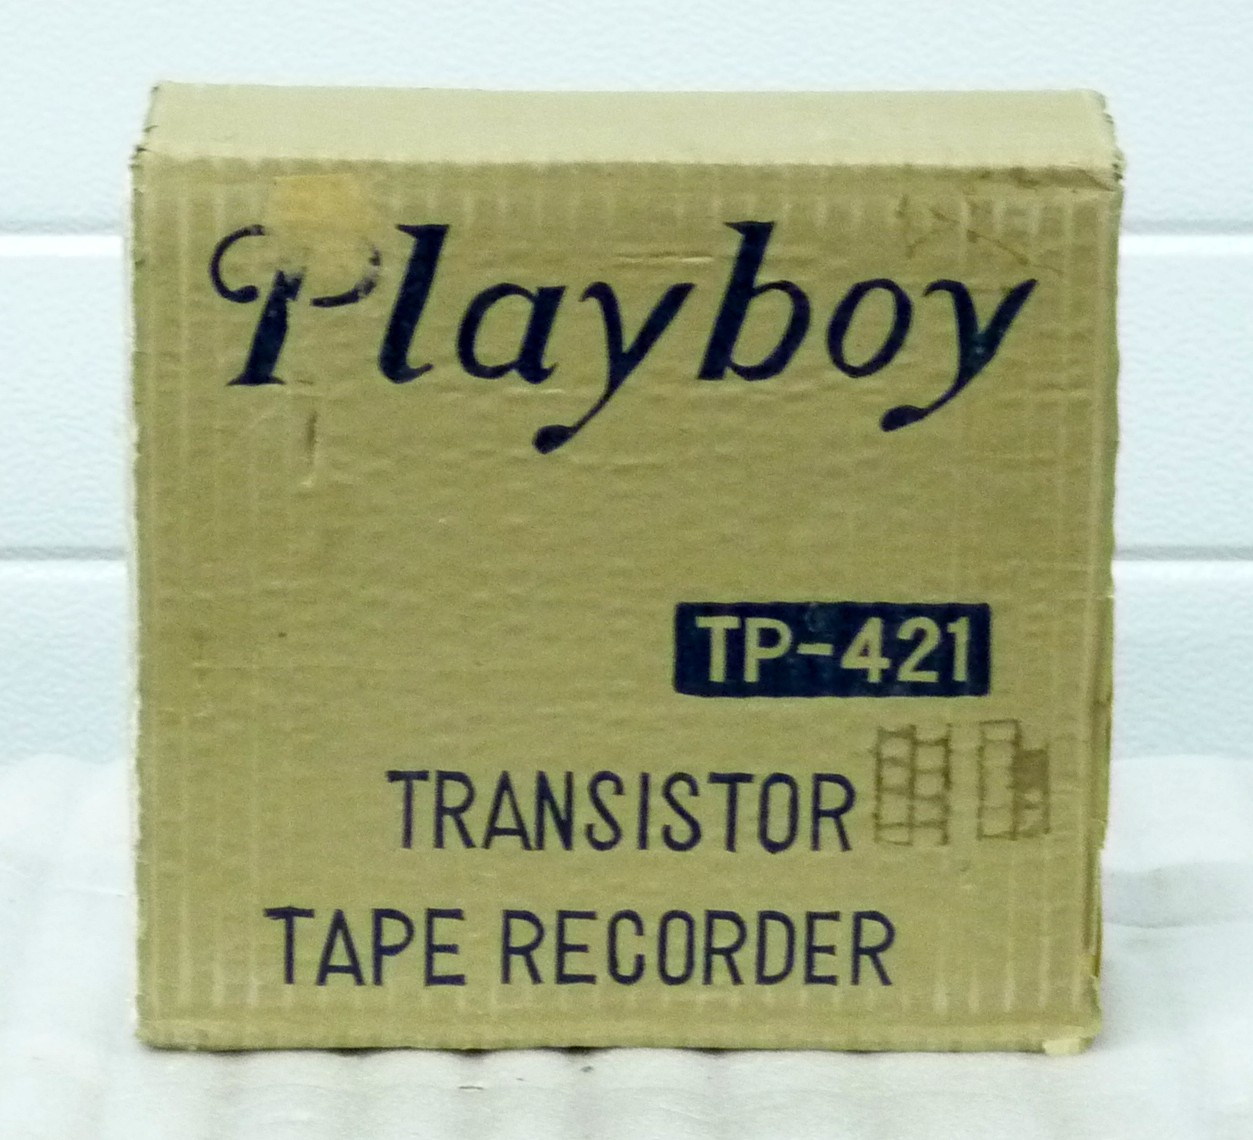 Playboy
TP-421
TRANSISTOR
TAPE RECORDER